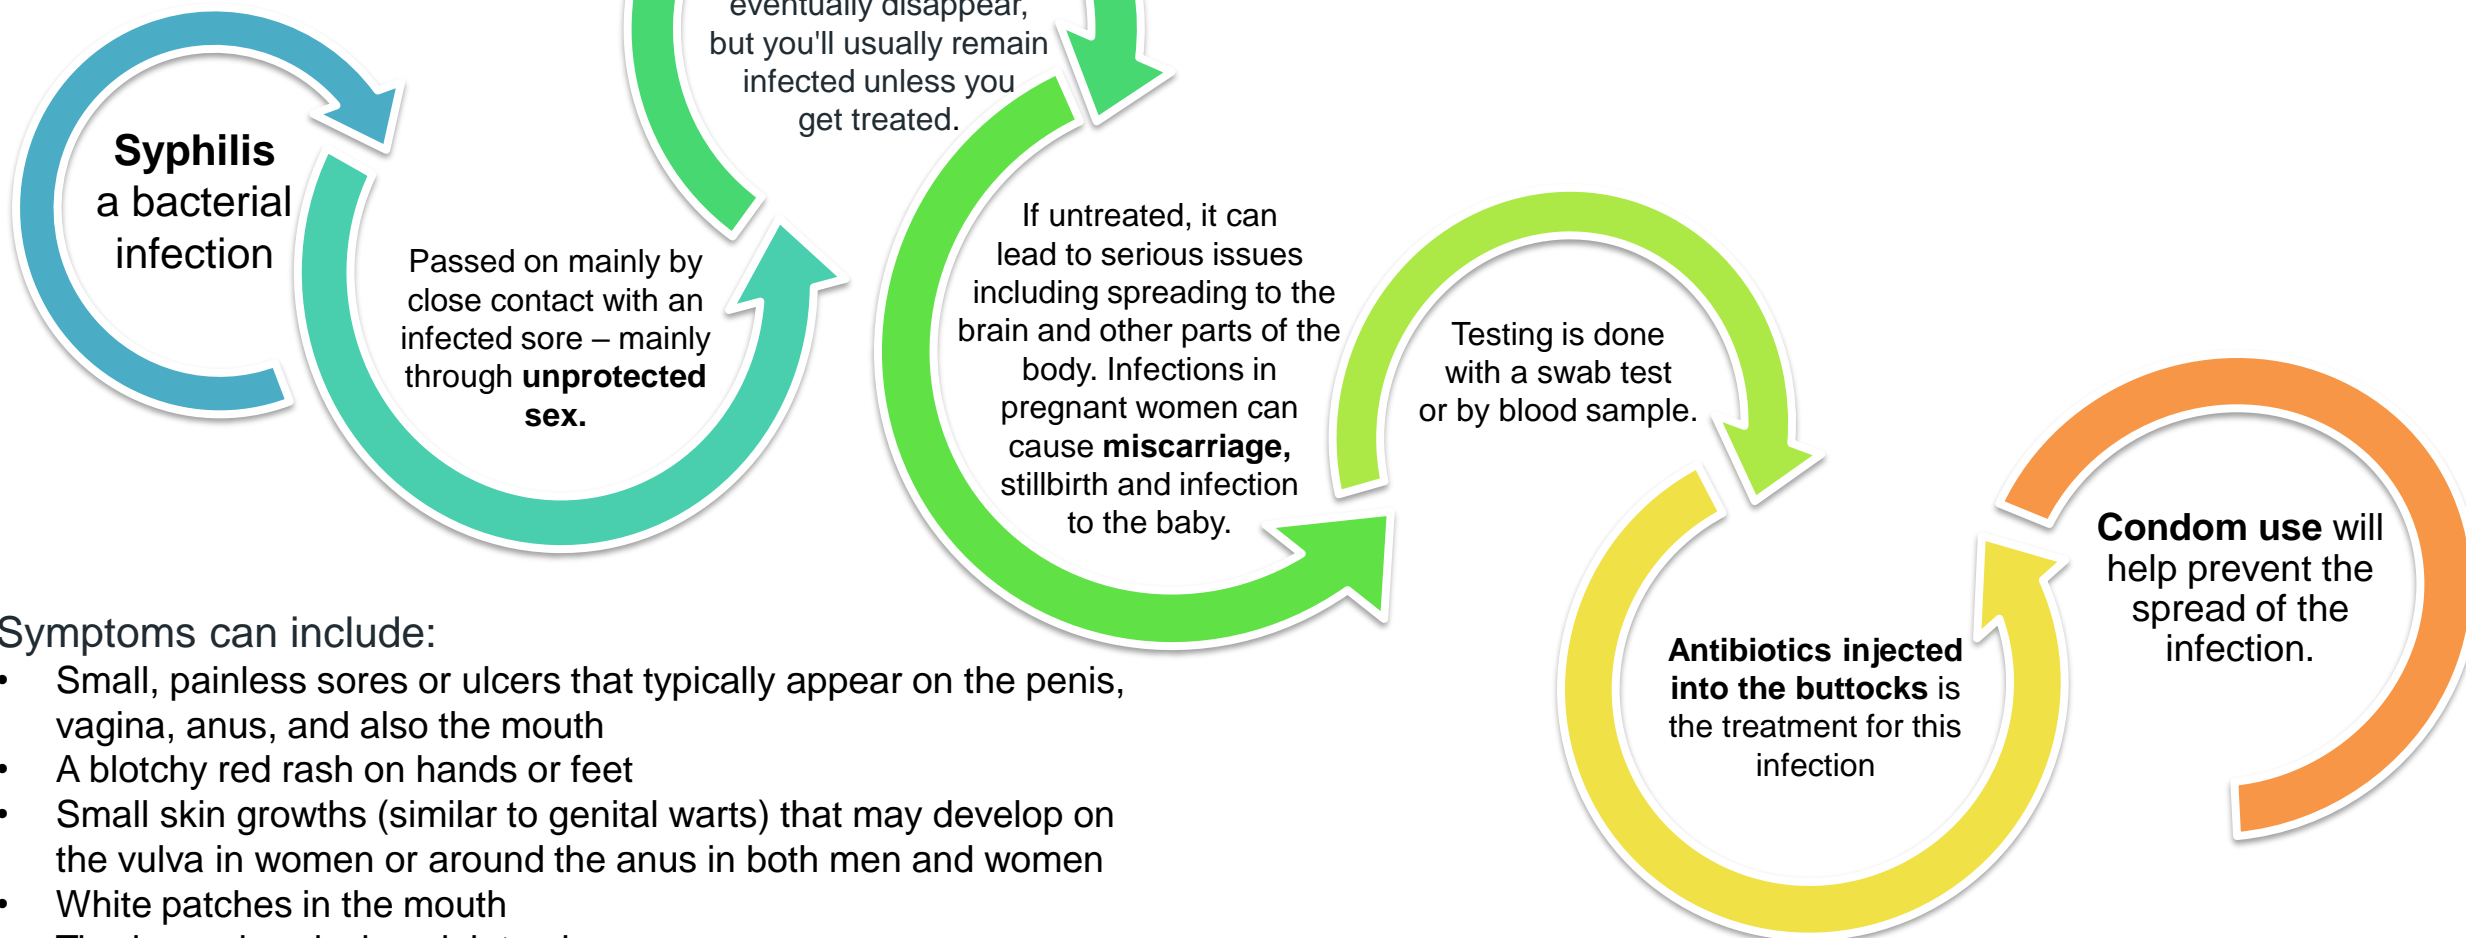 Syphilis
a bacterial
infection
Passed on mainly by
close contact with an
infected sore – mainly
through unprotected
sex.
eventually disappear,
but you'll usually remain
infected unless you
get treated.
If untreated, it can
lead to serious issues
including spreading to the
brain and other parts of the
body. Infections in
pregnant women can
cause miscarriage,
stillbirth and infection
to the baby.
Testing is done
with a swab test
or by blood sample.
Antibiotics injected
into the buttocks is
the treatment for this
infection
Condom use will
help prevent the
spread of the
infection.
Symptoms can include:
• Small, painless sores or ulcers that typically appear on the penis,
vagina, anus, and also the mouth
• A blotchy red rash on hands or feet
• Small skin growths (similar to genital warts) that may develop on
the vulva in women or around the anus in both men and women
• White patches in the mouth